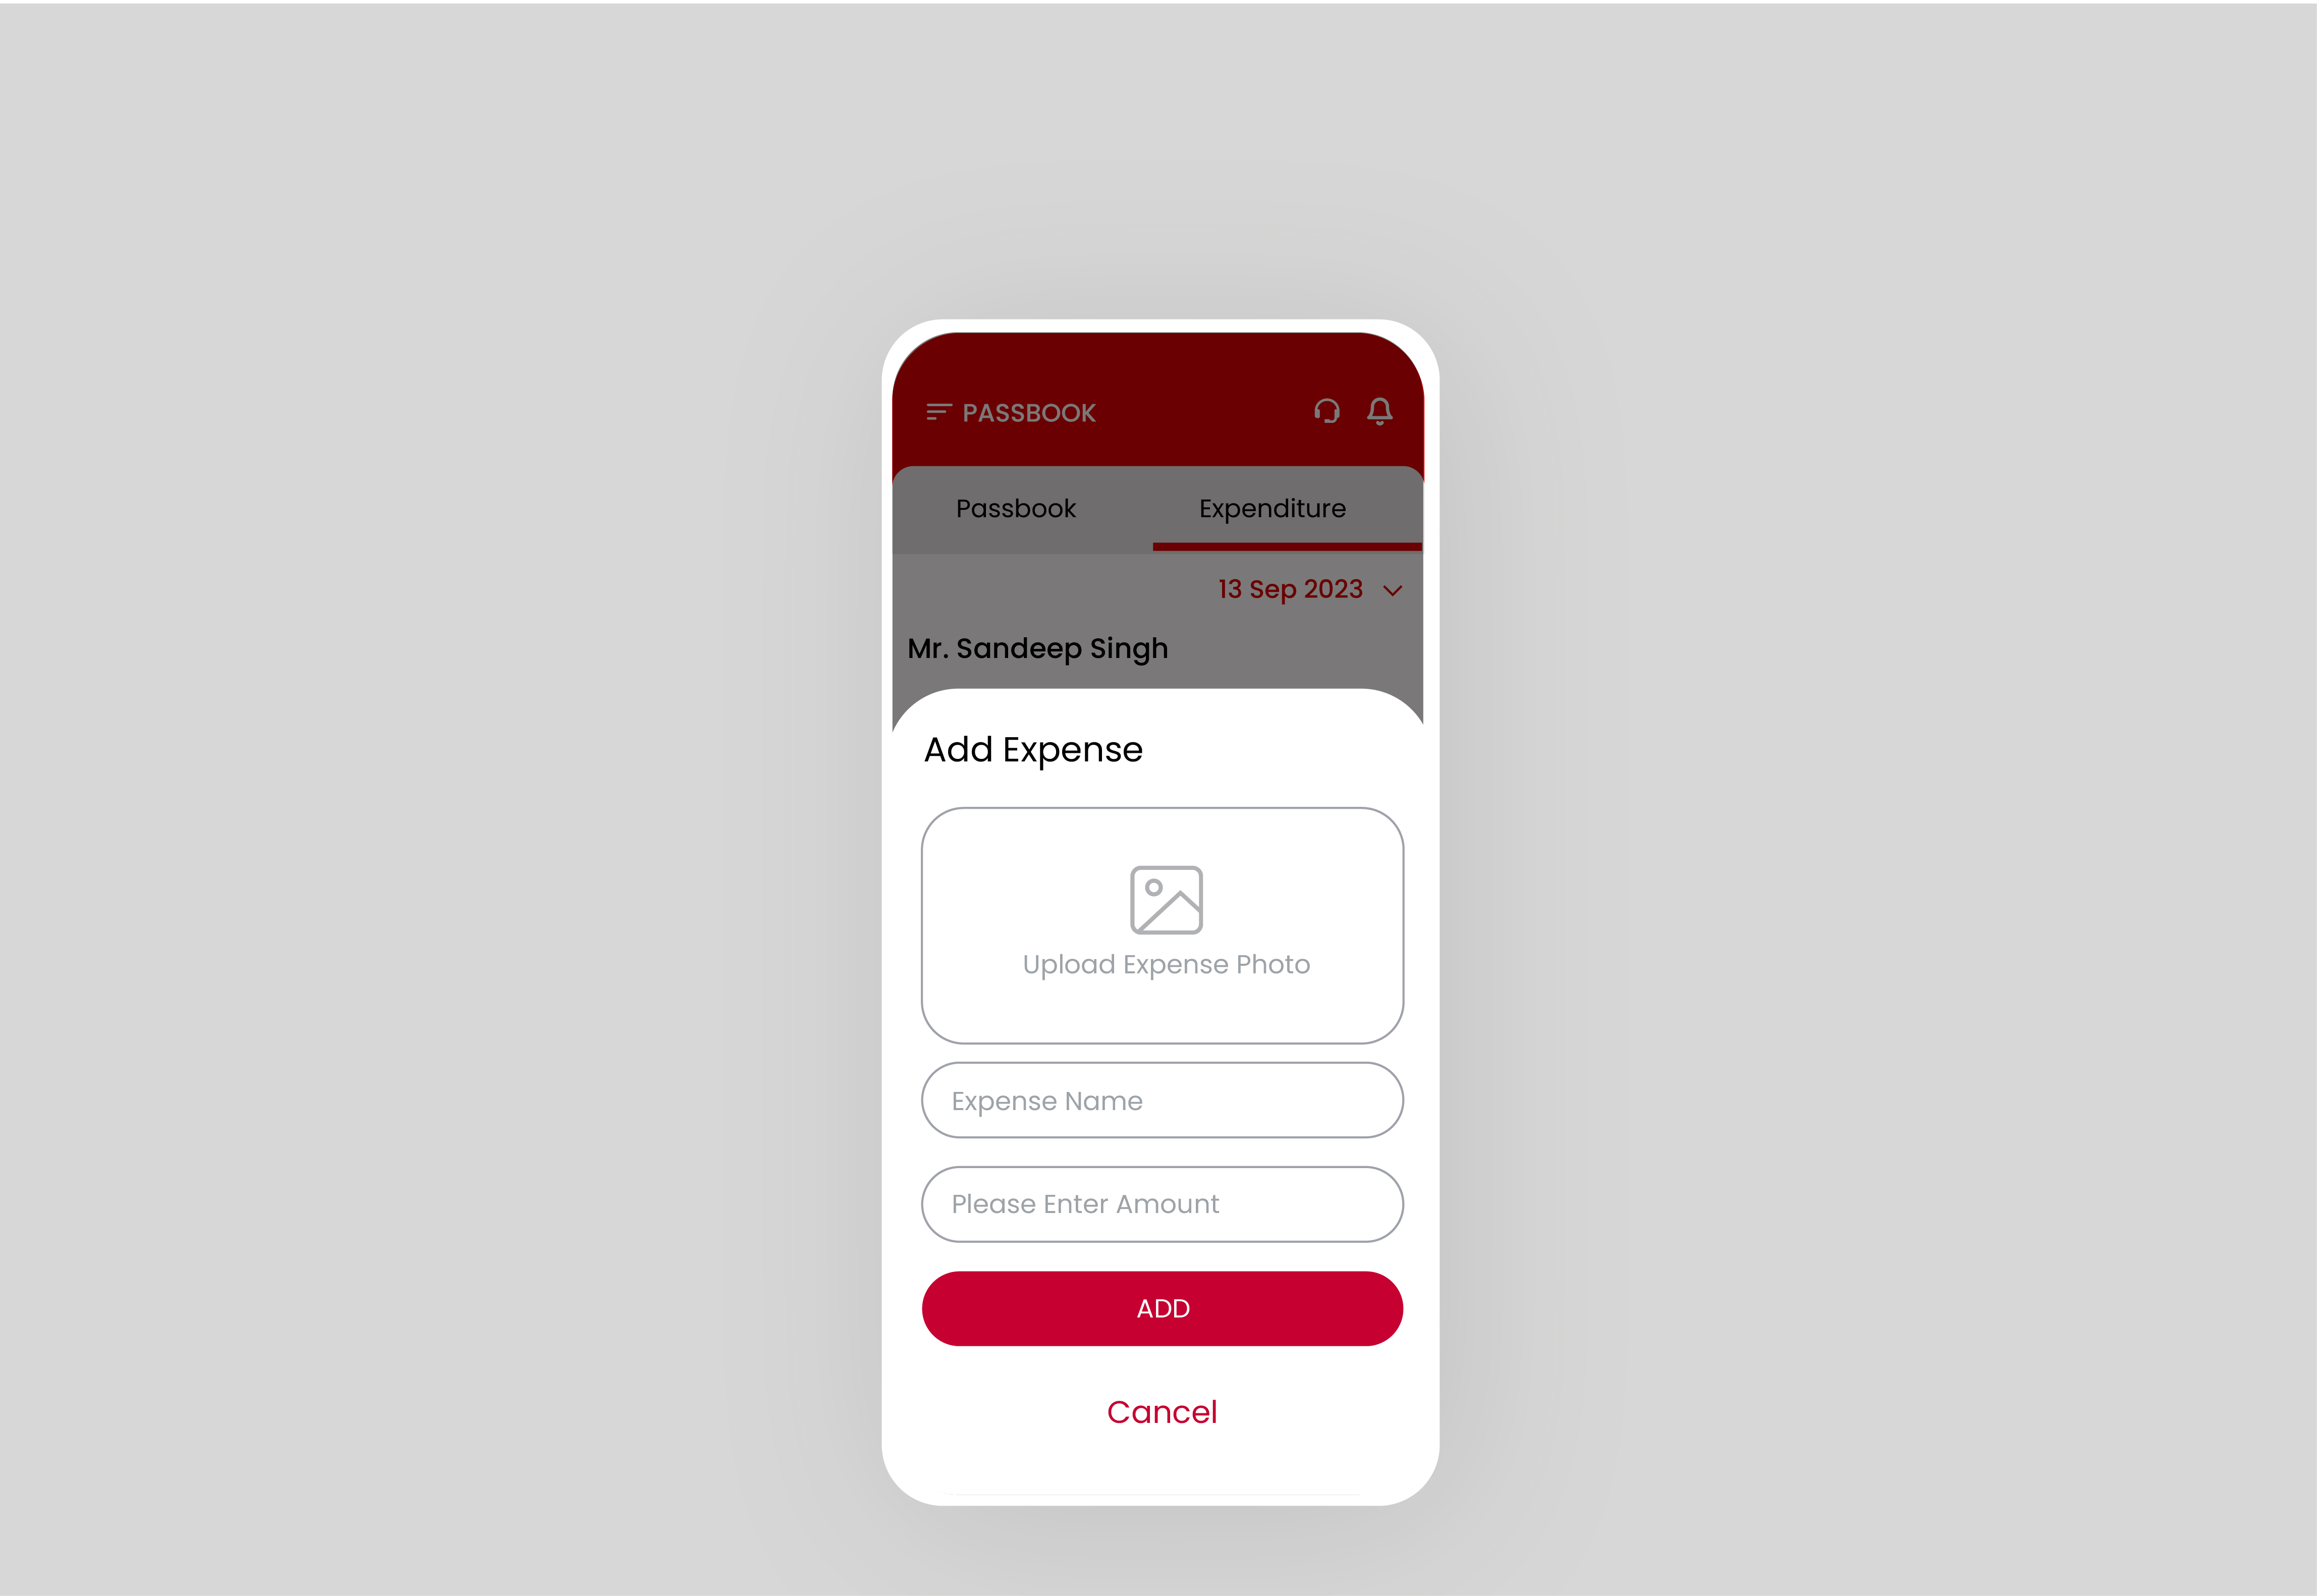 PASSBOOK
Passbook Expenditure
13 Sep 2023
Mr. Sandeep Singh
Add Expense
Upload Expense Photo
Expense Name
Please Enter Amount
ADD
Cancel